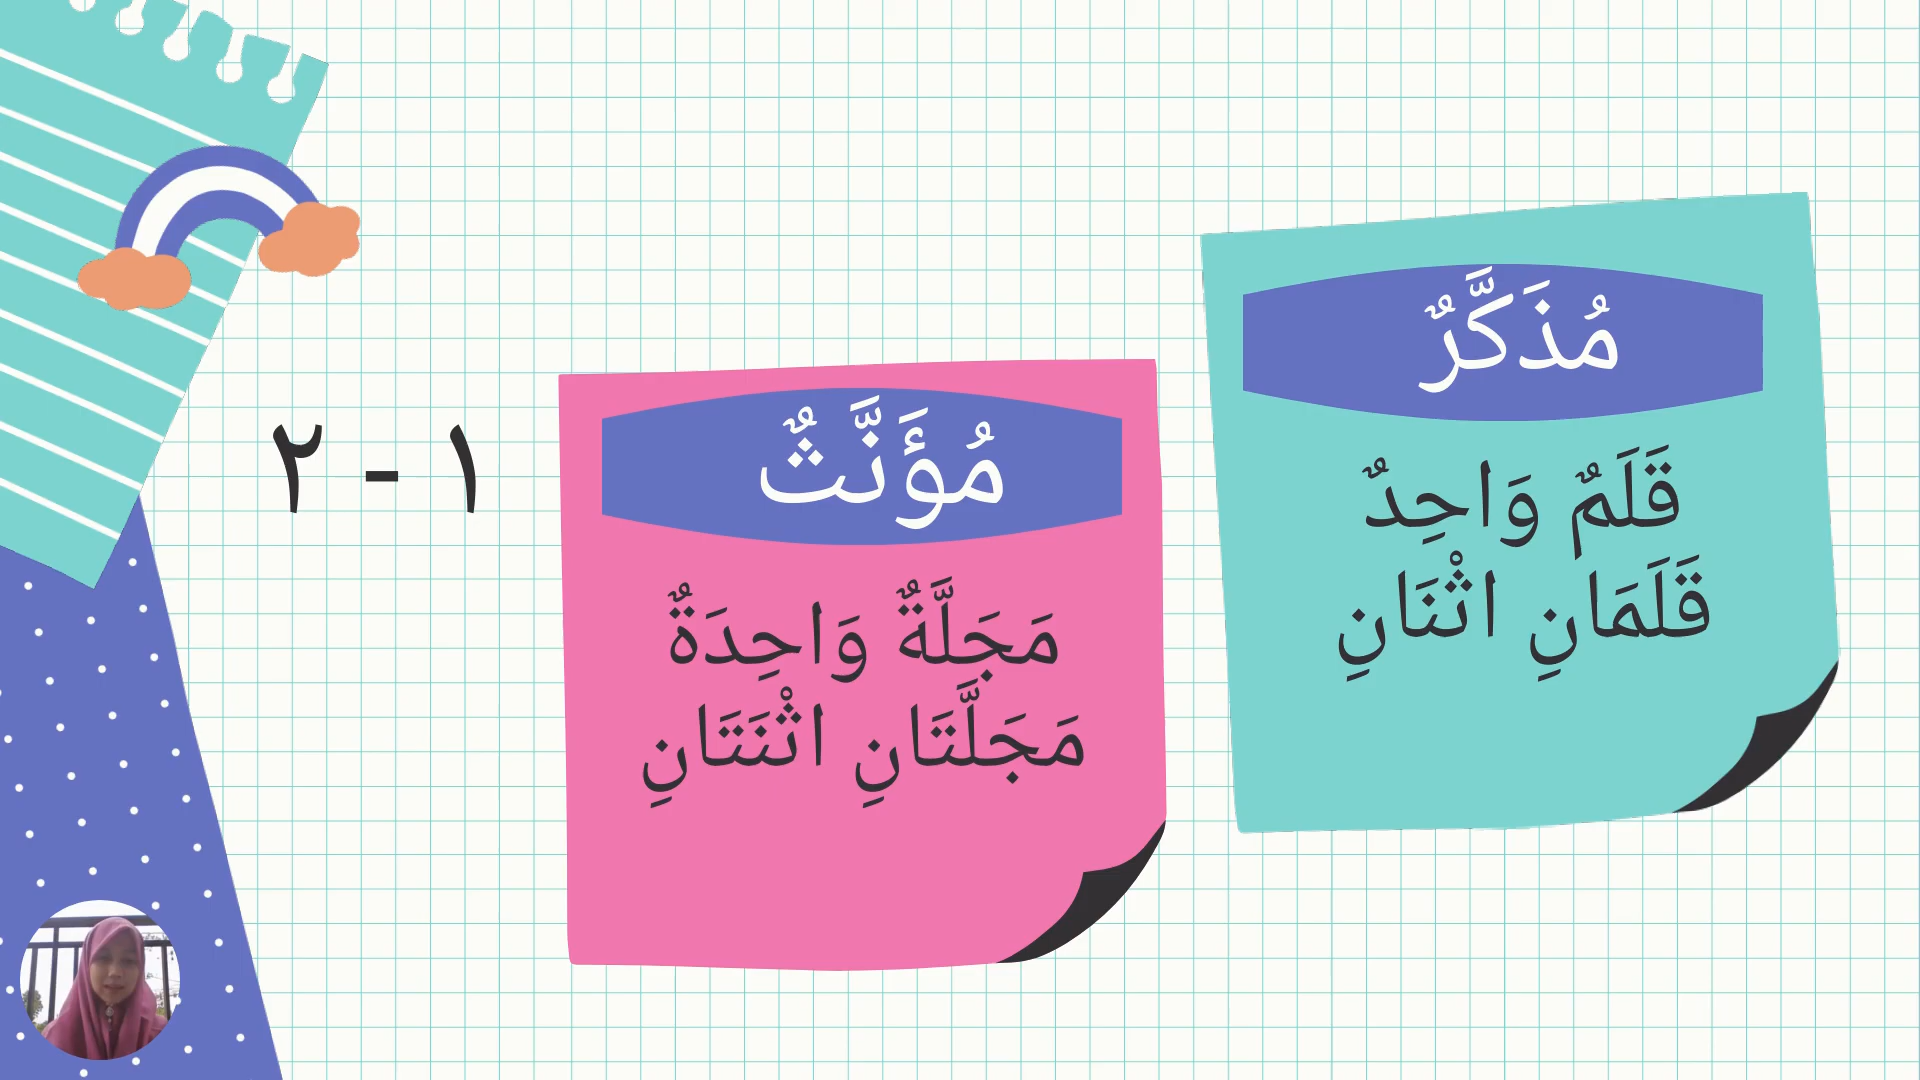 مُذَكَّرٌ
قَلَمٌ وَاحِدٌ
قَلَمَانِ اثْنَانِ
مُؤَنَّثٌ
مَجَلَّةٌ وَاحِدَةٌ
مَجَلَّتَانِ اثْنَتَانِ
١ - ٢